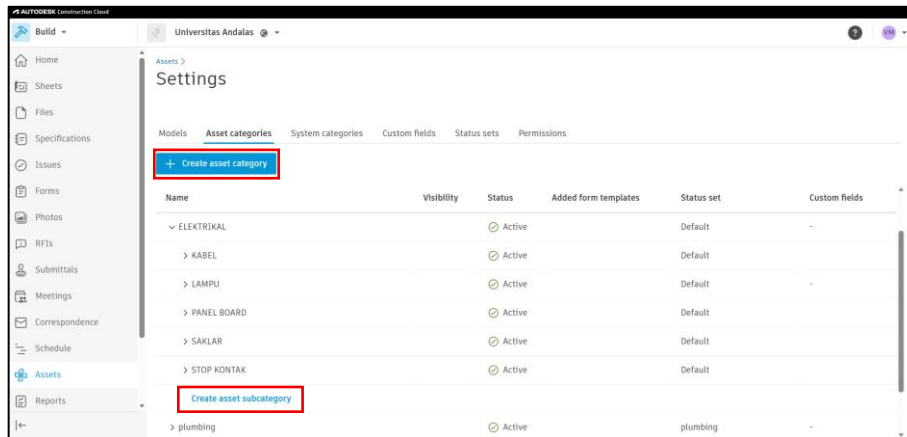 AUTODESK Construction Cloud
Build
Universitas Andalas
?
VM
Home
Sheets
Files
Specifications
Issues
Forms
Photos
RFIs
Submittals
Meetings
Correspondence
Schedule
Assets
Reports
Assets >
Settings
Models Asset categories System categories Custom fields Status sets Permissions
+ Create asset category
Name Visibility Status Added form templates Status set Custom fields
ELEKTRIKAL Active Default -
KABEL Active Default
LAMPU Active Default -
PANEL BOARD Active Default
SAKLAR Active Default
STOP KONTAK Active Default
Create asset subcategory
plumbing Active plumbing -